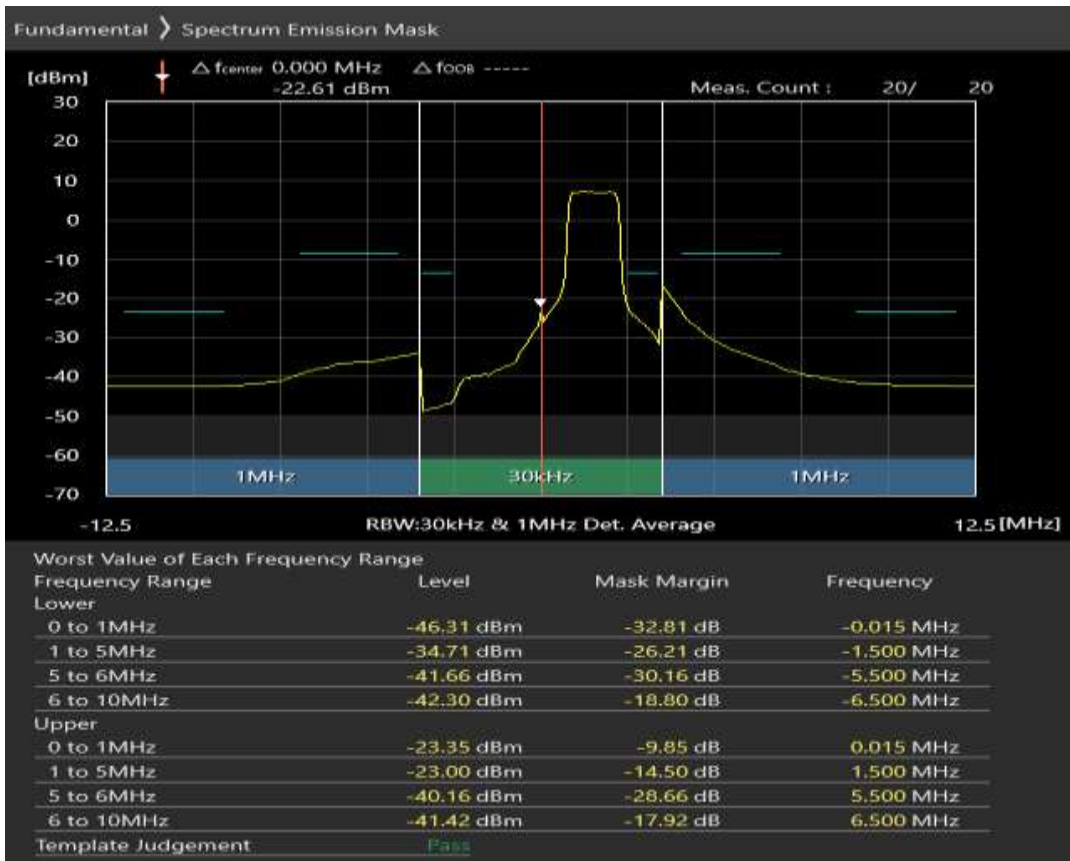 Fundamental ❭ Spectrum Emission Mask
[dBm] △ fcenter 0.000 MHz △ fOOB -----
-22.61 dBm Meas. Count : 20/ 20
30
20
10
0
-10
-20
-30
-40
-50
-60
-70
1MHz 30kHz 1MHz
-12.5 RBW:30kHz & 1MHz Det. Average 12.5 [MHz]
Worst Value of Each Frequency Range
Frequency Range Level Mask Margin Frequency
Lower
0 to 1MHz -46.31 dBm -32.81 dB -0.015 MHz
1 to 5MHz -34.71 dBm -26.21 dB -1.500 MHz
5 to 6MHz -41.66 dBm -30.16 dB -5.500 MHz
6 to 10MHz -42.30 dBm -18.80 dB -6.500 MHz
Upper
0 to 1MHz -23.35 dBm -9.85 dB 0.015 MHz
1 to 5MHz -23.00 dBm -14.50 dB 1.500 MHz
5 to 6MHz -40.16 dBm -28.66 dB 5.500 MHz
6 to 10MHz -41.42 dBm -17.92 dB 6.500 MHz
Template Judgement Pass